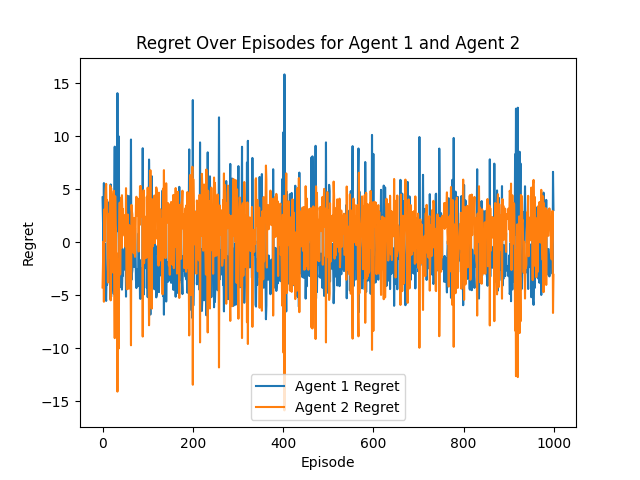 Regret Over Episodes for Agent 1 and Agent 2
15
10
5
0
−5
−10
−15
Regret
Agent 1 Regret
Agent 2 Regret
0 200 400 600 800 1000
Episode